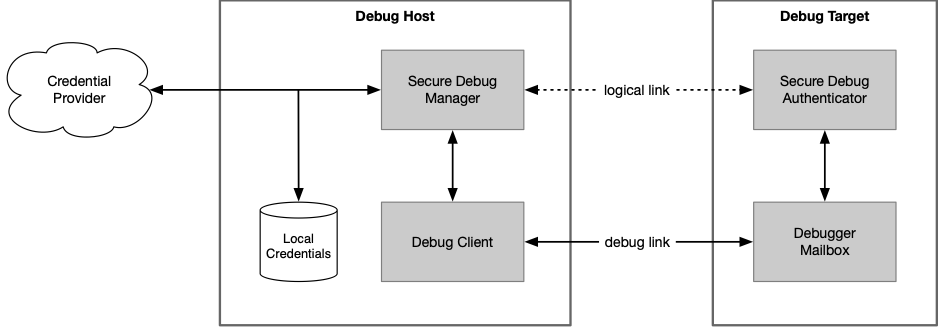 Debug Host
Debug Target
Credential
Provider
Secure Debug
Manager
logical link
Secure Debug
Authenticator
Local
Credentials
Debug Client
debug link
Debugger
Mailbox